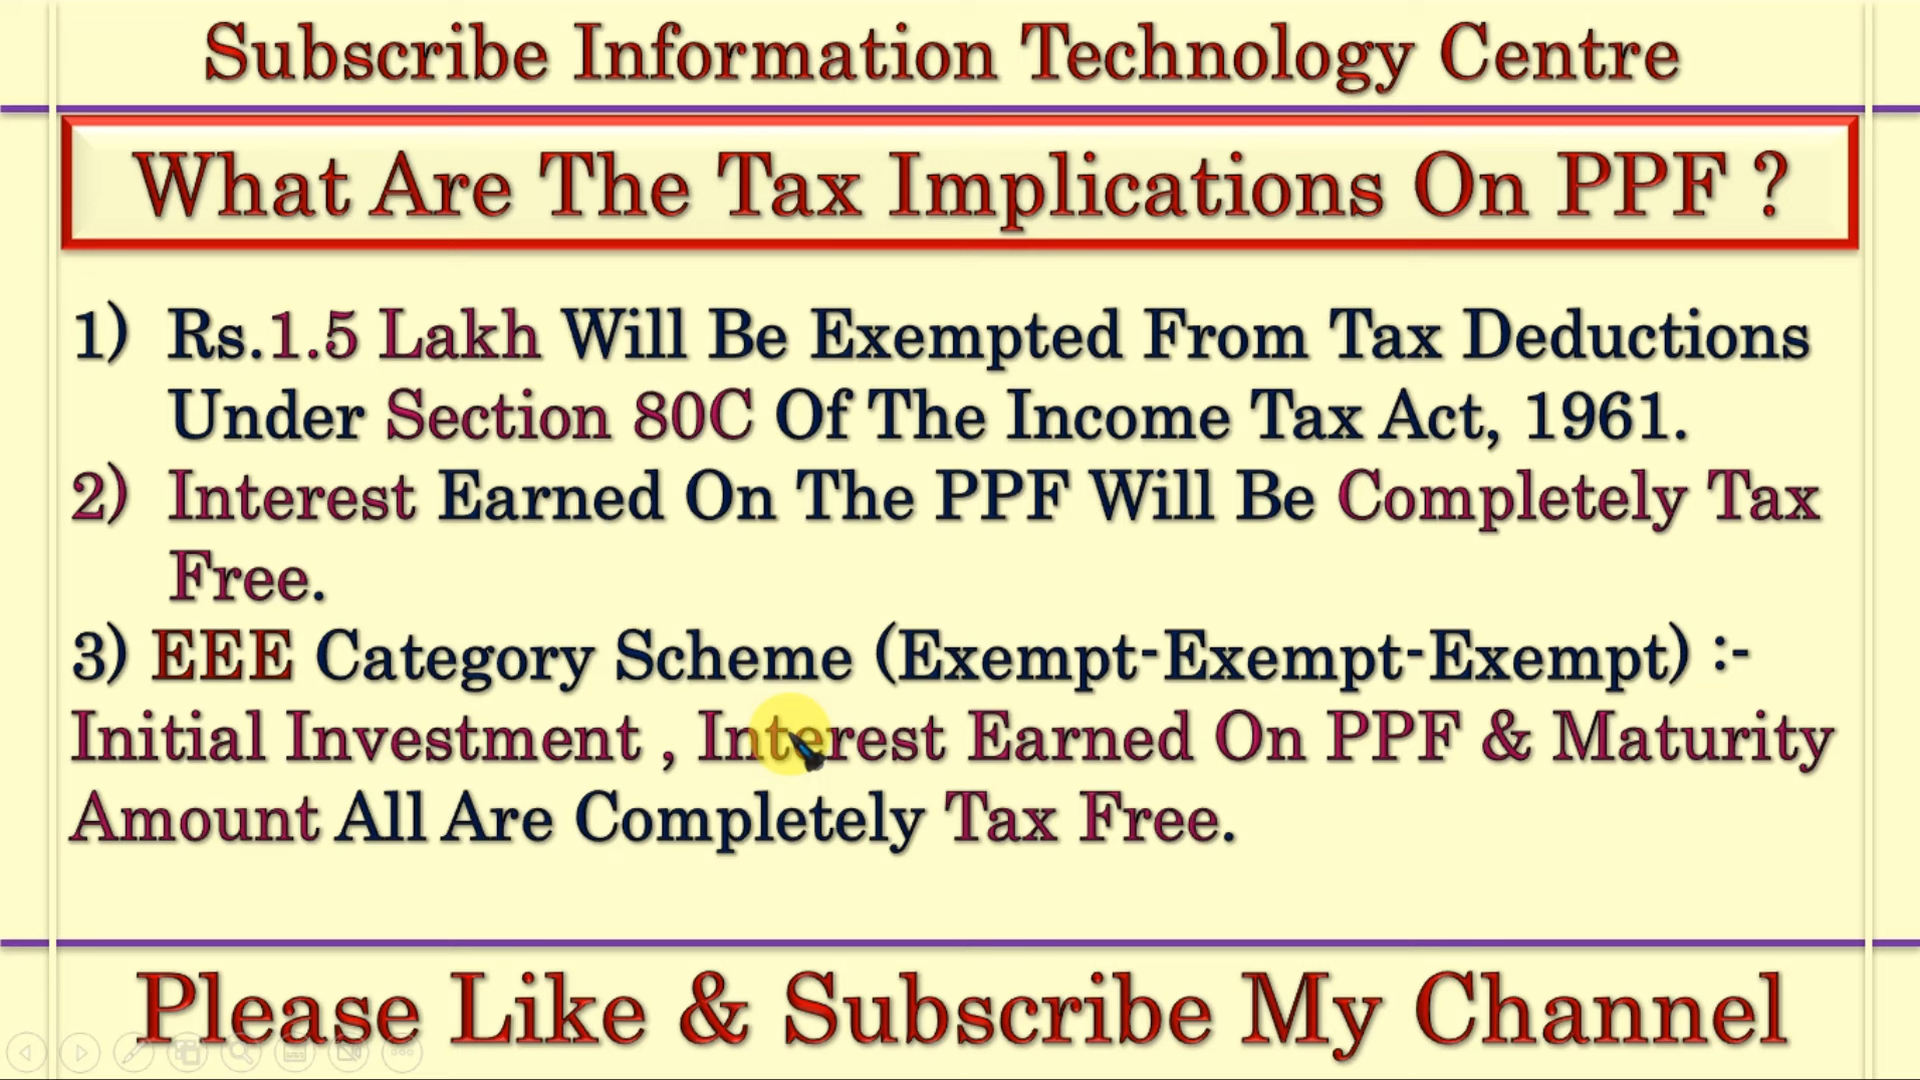 Subscribe Information Technology Centre
What Are The Tax Implications On PPF ?
1) Rs.1.5 Lakh Will Be Exempted From Tax Deductions
Under Section 80C Of The Income Tax Act, 1961.
2) Interest Earned On The PPF Will Be Completely Tax
Free.
3) EEE Category Scheme (Exempt-Exempt-Exempt) :-
Initial Investment , Interest Earned On PPF & Maturity
Amount All Are Completely Tax Free.
Please Like & Subscribe My Channel